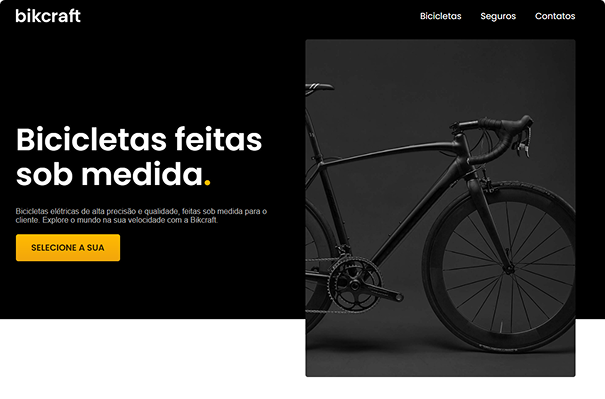 bikcraft
Bicicletas Seguros Contatos
Bicicletas feitas
sob medida.
Bicicletas elétricas de alta precisão e qualidade, feitas sob medida para o
cliente. Explore o mundo na sua velocidade com a Bikcraft.
SELECIONE A SUA